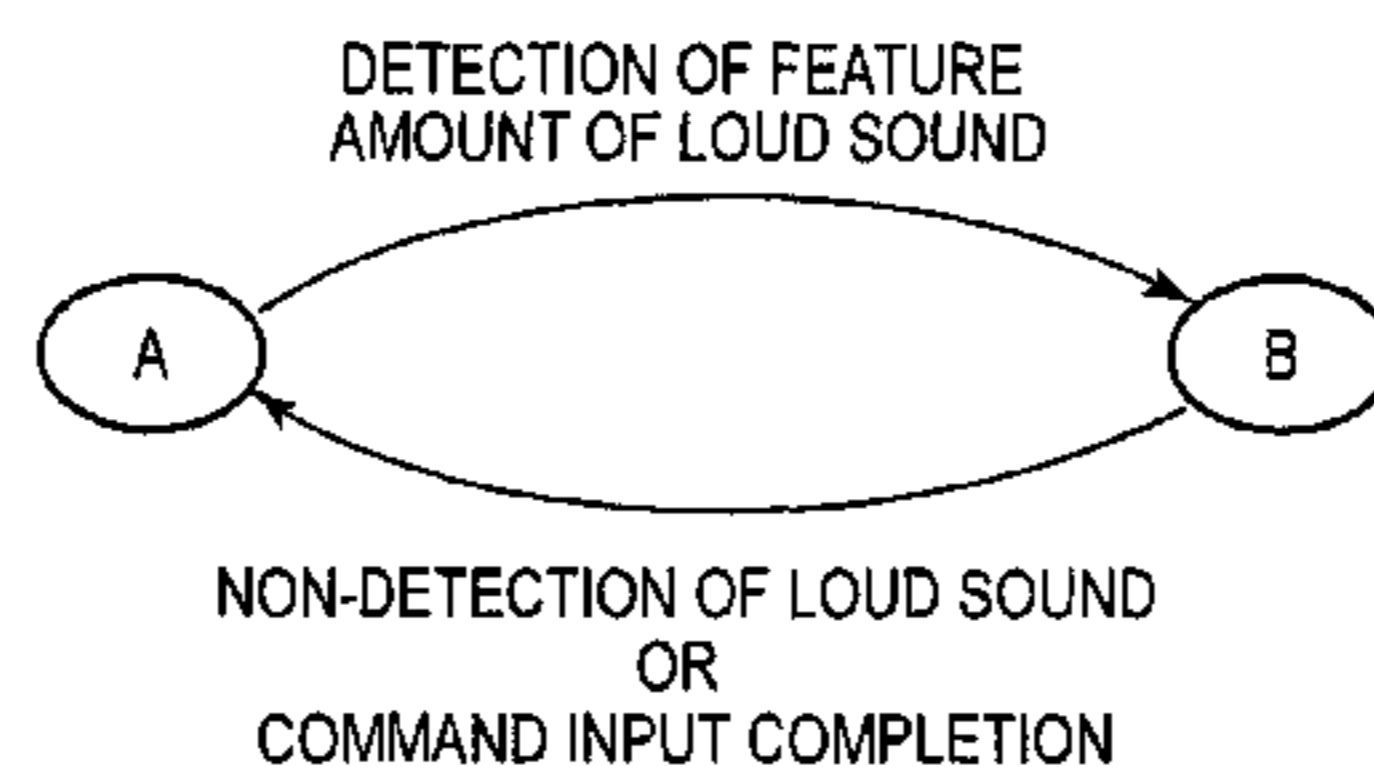 DETECTION OF FEATURE
AMOUNT OF LOUD SOUND
A
B
NON-DETECTION OF LOUD SOUND
OR
COMMAND INPUT COMPLETION